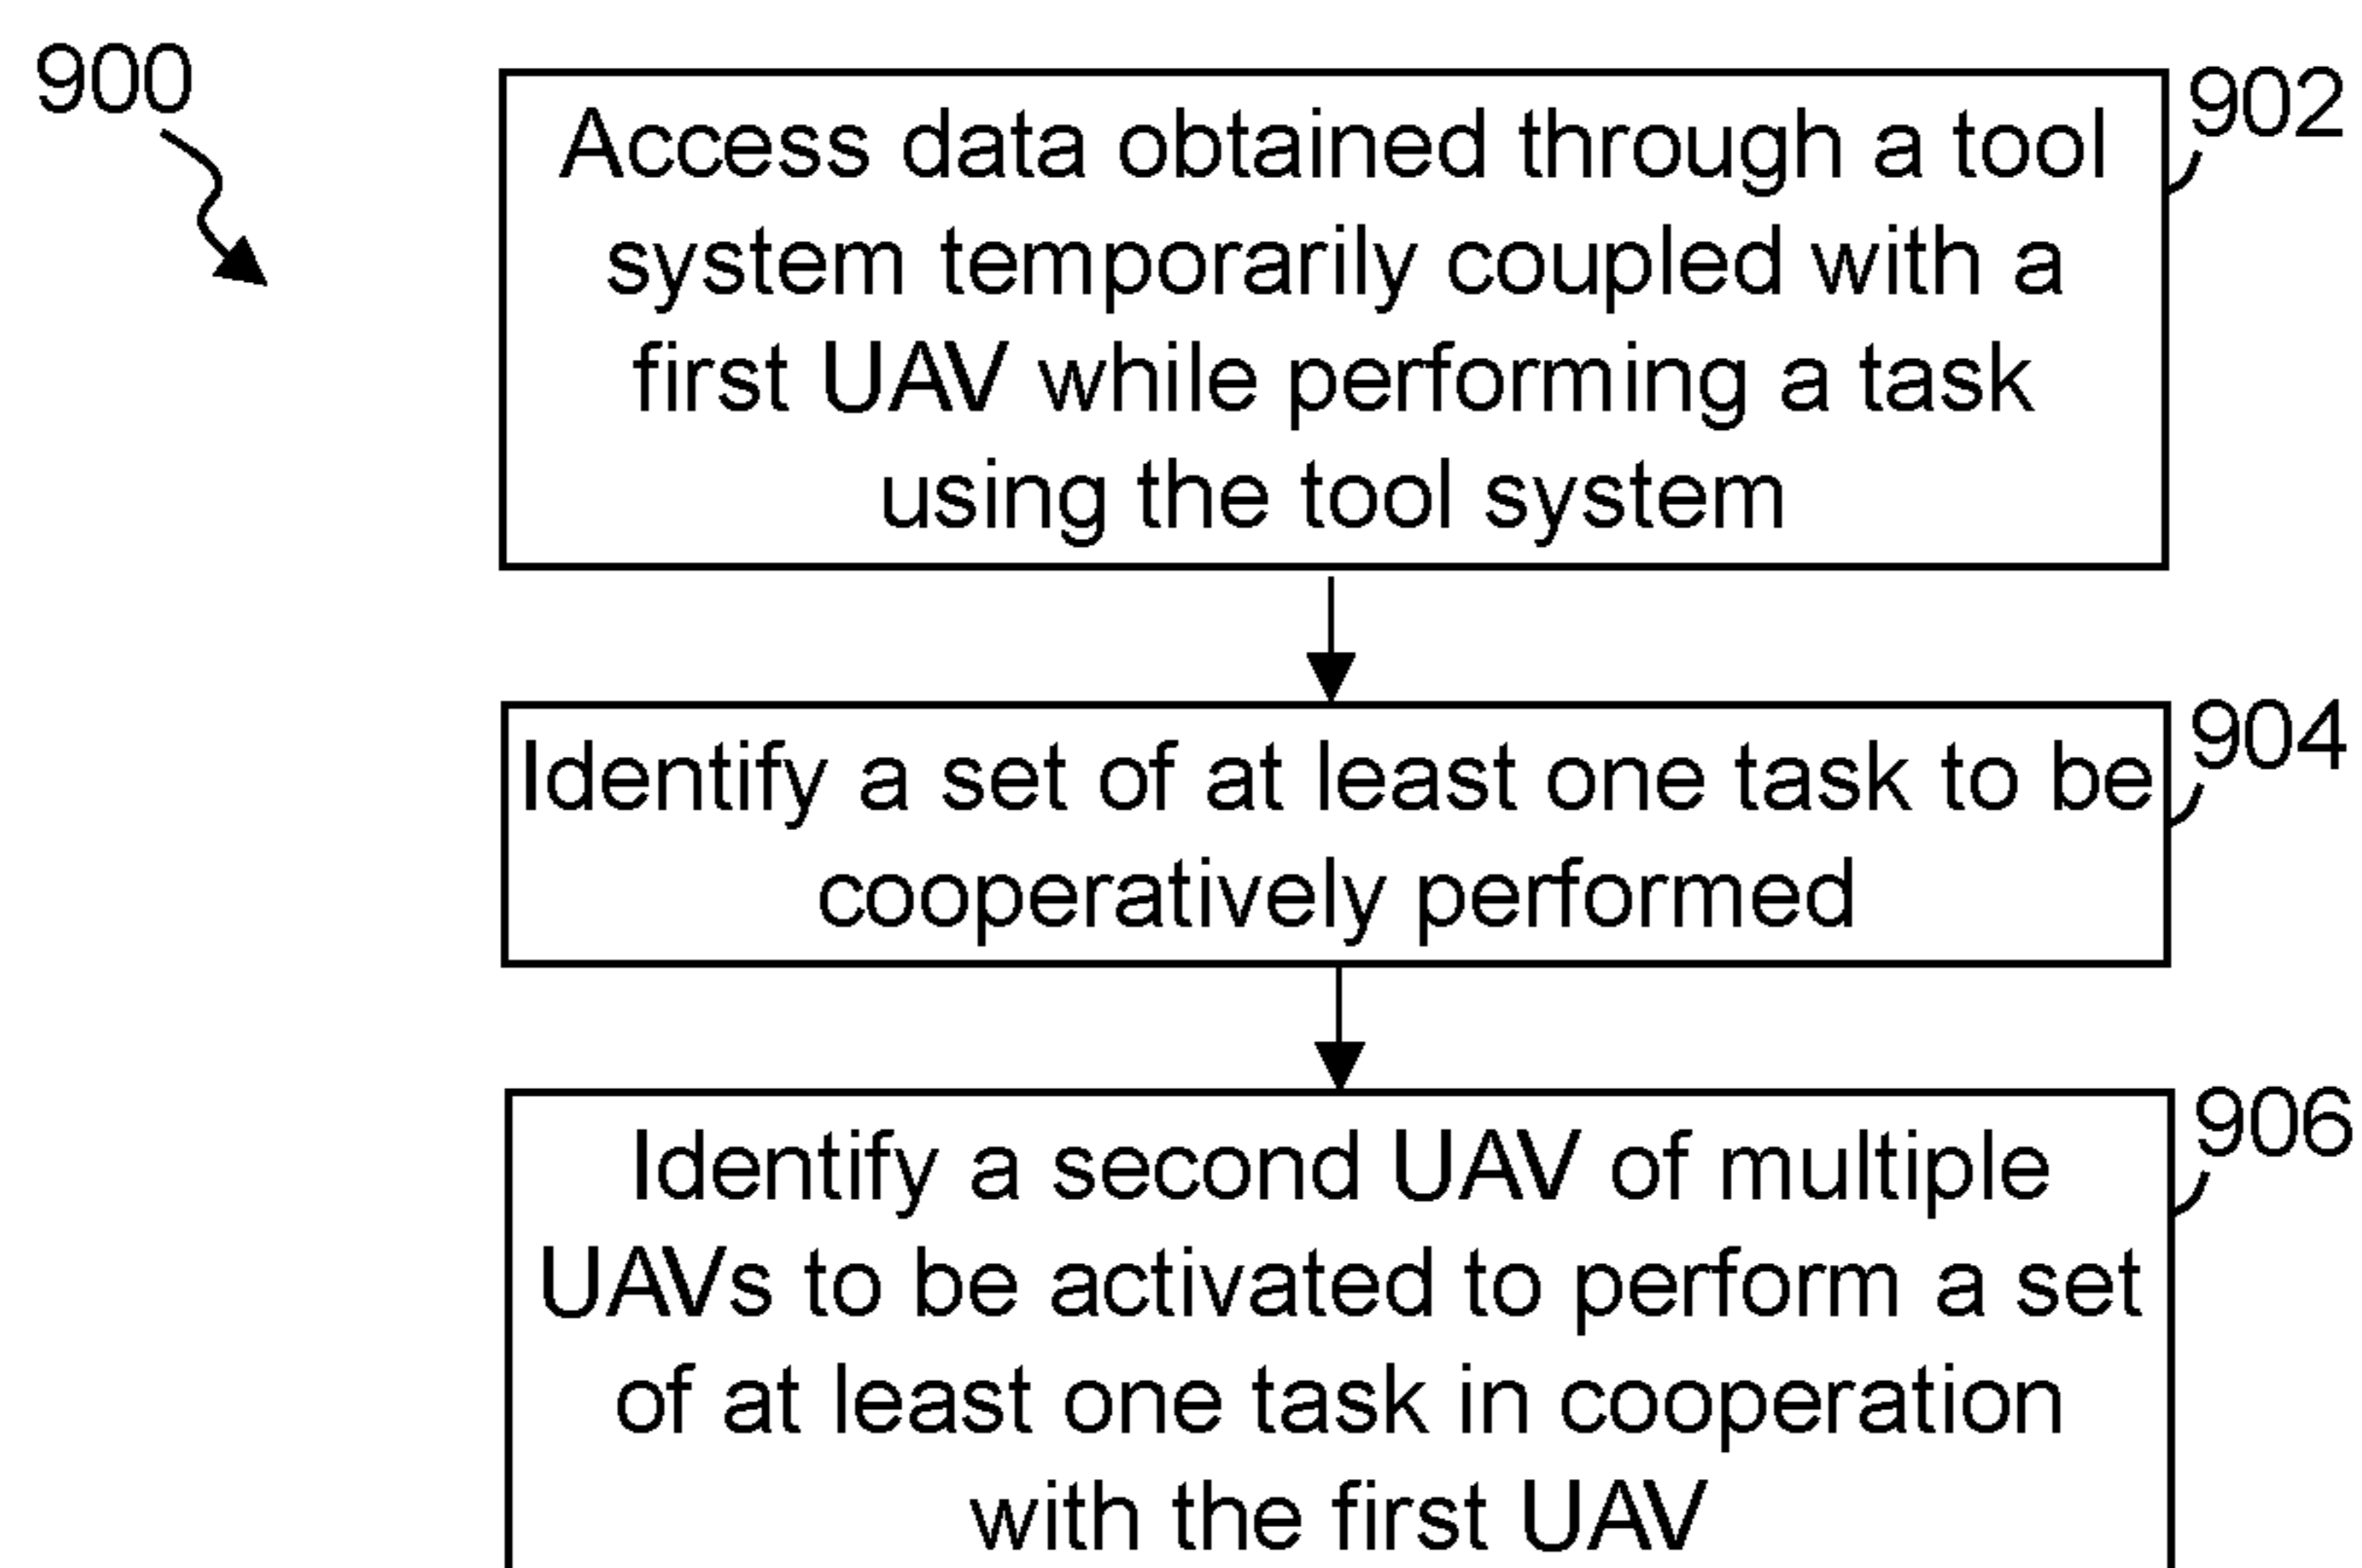 900
902
Access data obtained through a tool
system temporarily coupled with a
first UAV while performing a task
using the tool system
904
Identify a set of at least one task to be
cooperatively performed
906
Identify a second UAV of multiple
UAVs to be activated to perform a set
of at least one task in cooperation
with the first UAV